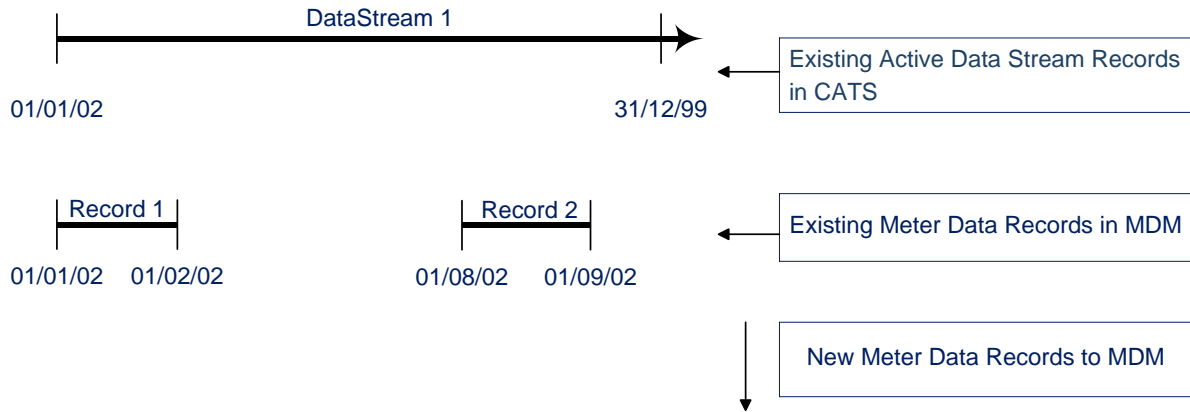 DataStream 1
01/01/02
31/12/99
Existing Active Data Stream Records
in CATS
Record 1
Record 2
01/01/02
01/02/02
01/08/02
01/09/02
Existing Meter Data Records in MDM
New Meter Data Records to MDM